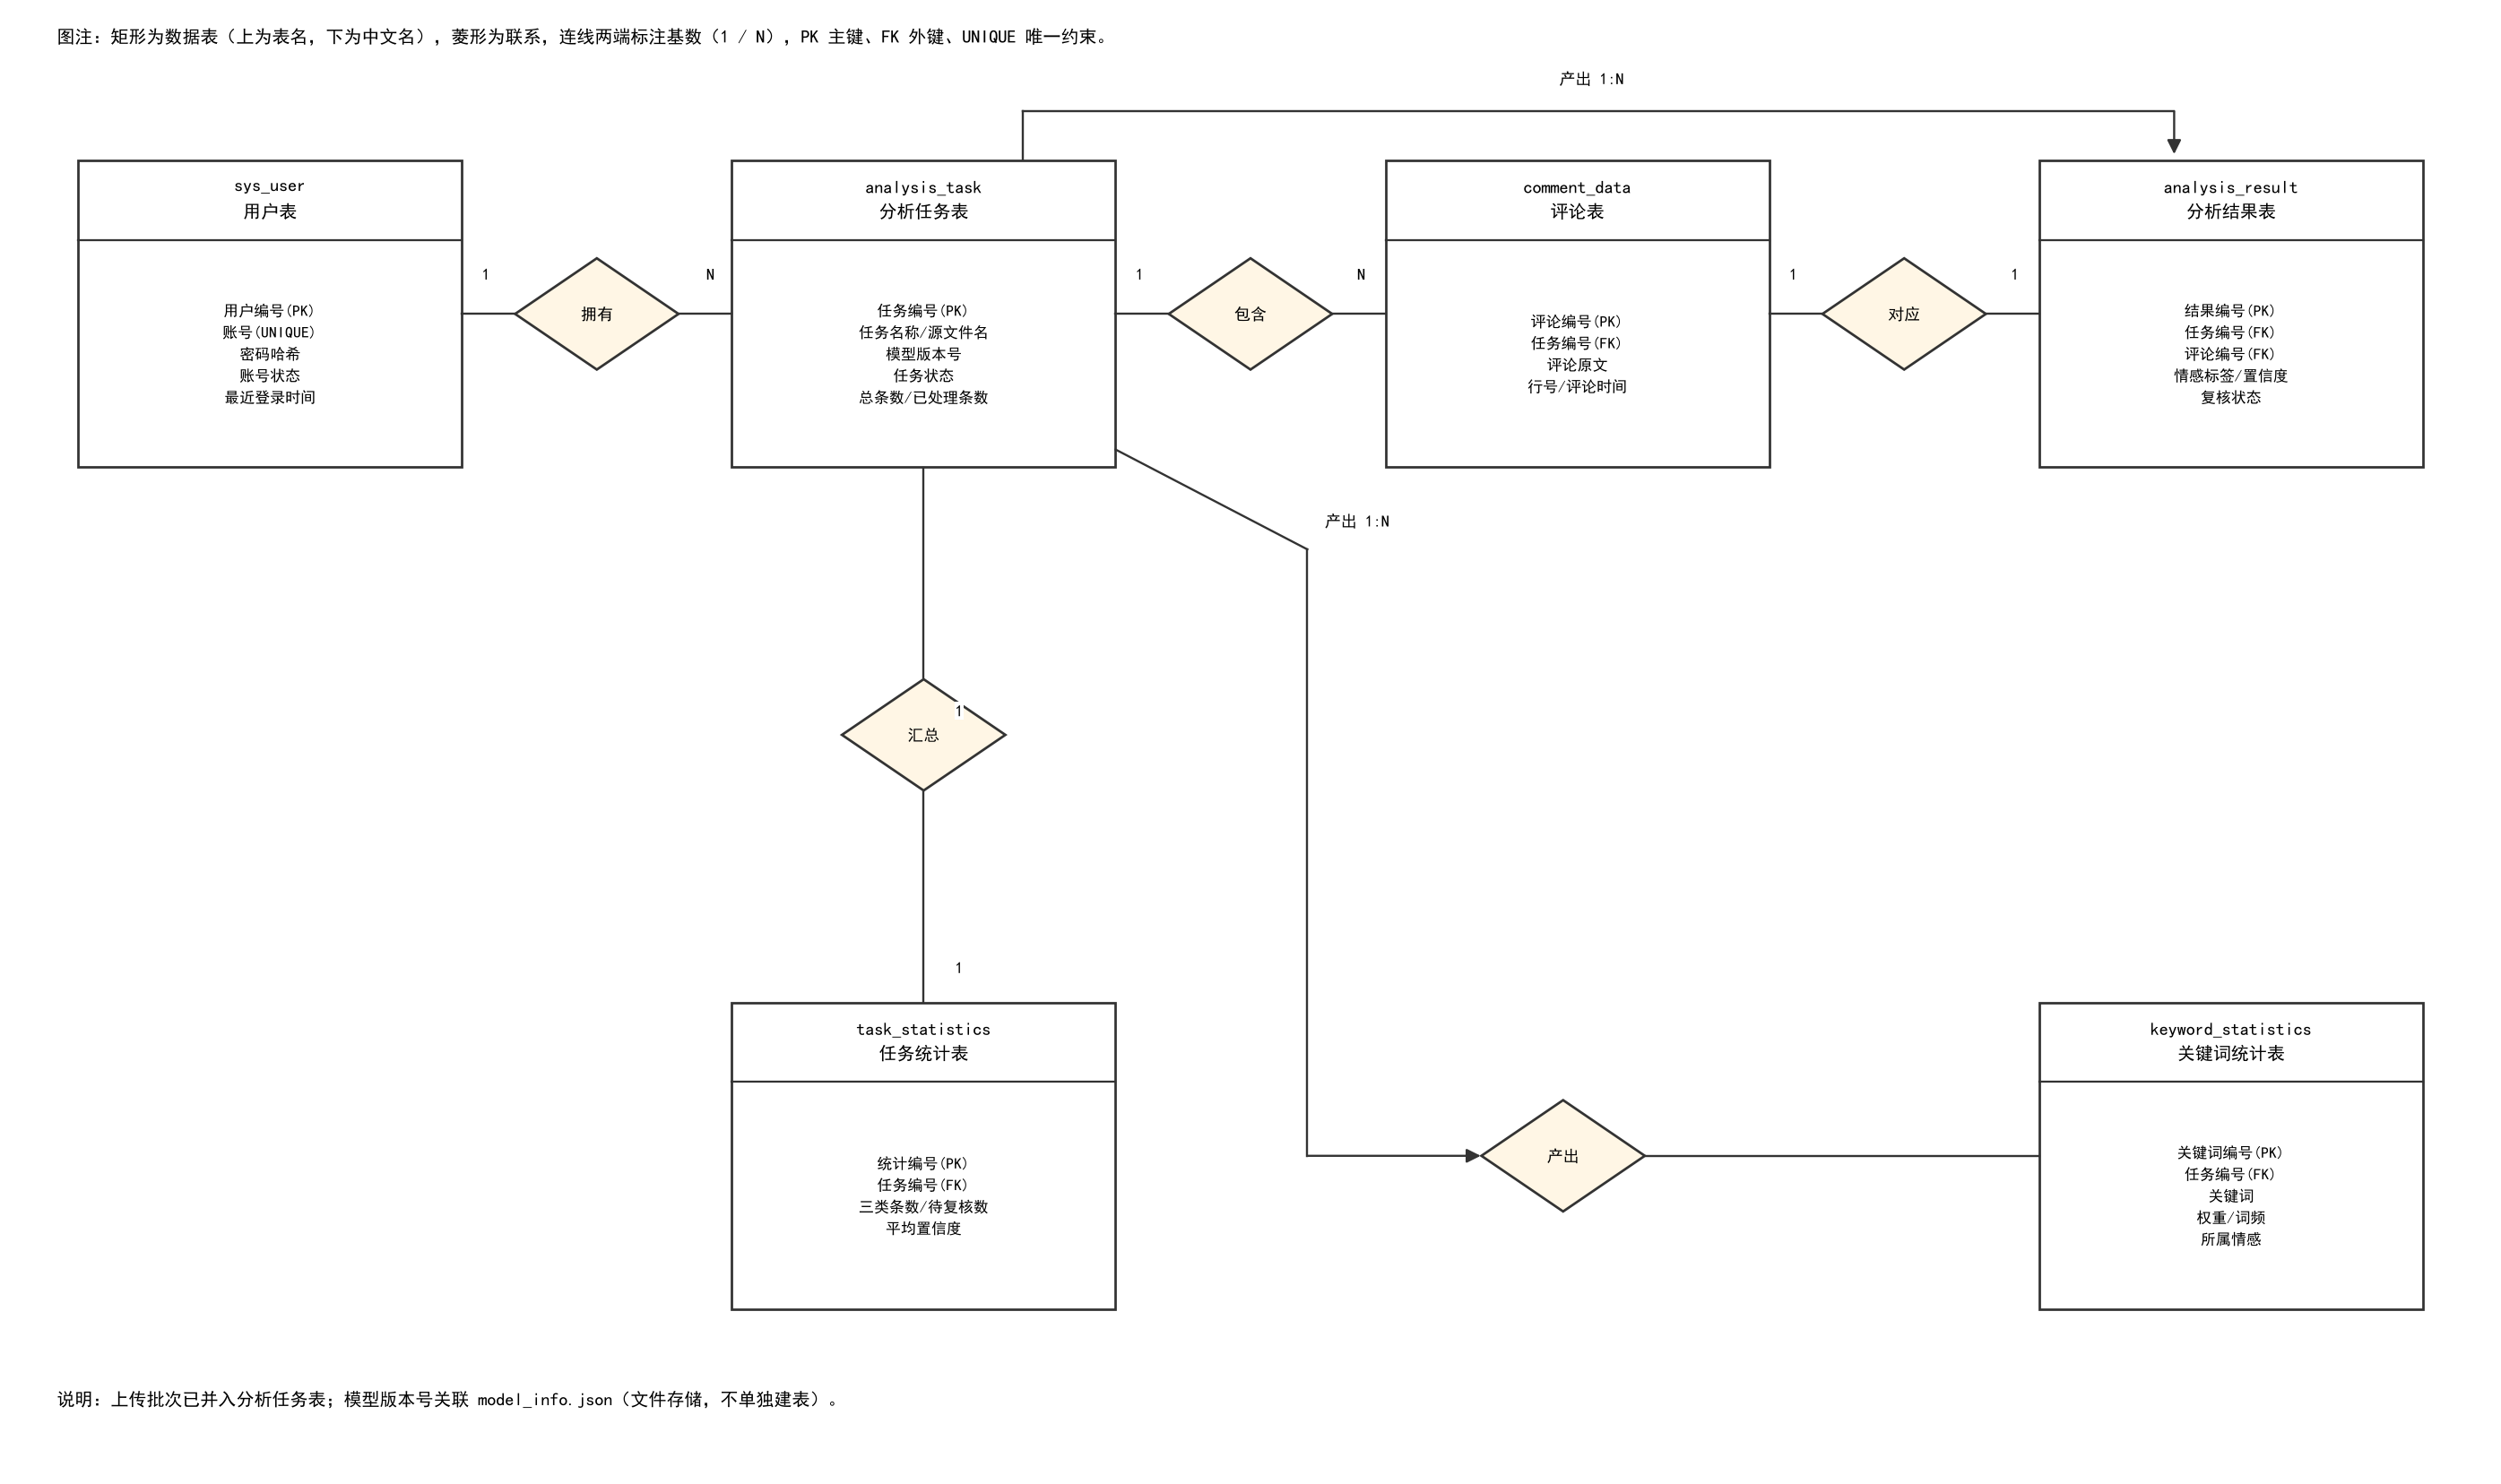 图注：矩形为数据表（上为表名，下为中文名），菱形为联系，连线两端标注基数（1 / N），PK 主键、FK 外键、UNIQUE 唯一约束。
产出 1:N
sys_user
用户表
用户编号(PK)
账号(UNIQUE)
密码哈希
账号状态
最近登录时间
1
拥有
N
analysis_task
分析任务表
任务编号(PK)
任务名称/源文件名
模型版本号
任务状态
总条数/已处理条数
1
包含
N
comment_data
评论表
评论编号(PK)
任务编号(FK)
评论原文
行号/评论时间
1
对应
1
analysis_result
分析结果表
结果编号(PK)
任务编号(FK)
评论编号(FK)
情感标签/置信度
复核状态
产出 1:N
1
汇总
1
task_statistics
任务统计表
统计编号(PK)
任务编号(FK)
三类条数/待复核数
平均置信度
产出
keyword_statistics
关键词统计表
关键词编号(PK)
任务编号(FK)
关键词
权重/词频
所属情感
说明：上传批次已并入分析任务表；模型版本号关联 model_info.json（文件存储，不单独建表）。